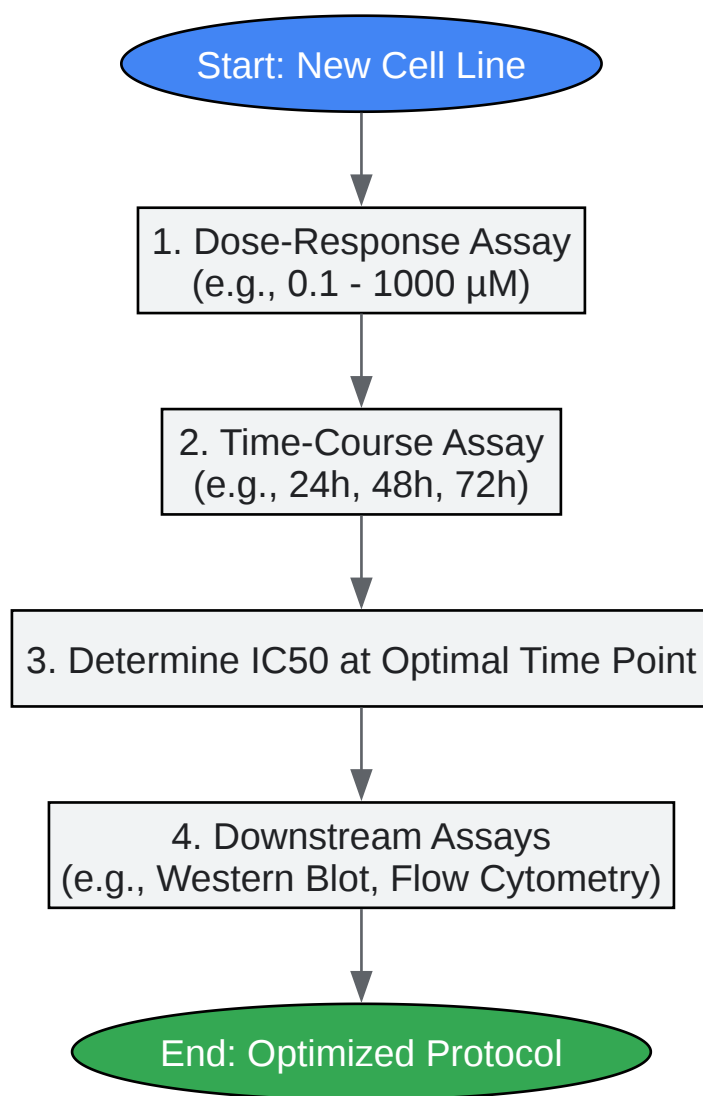 Start: New Cell Line
1. Dose-Response Assay
(e.g., 0.1 - 1000 µM)
2. Time-Course Assay
(e.g., 24h, 48h, 72h)
3. Determine IC50 at Optimal Time Point
4. Downstream Assays
(e.g., Western Blot, Flow Cytometry)
End: Optimized Protocol